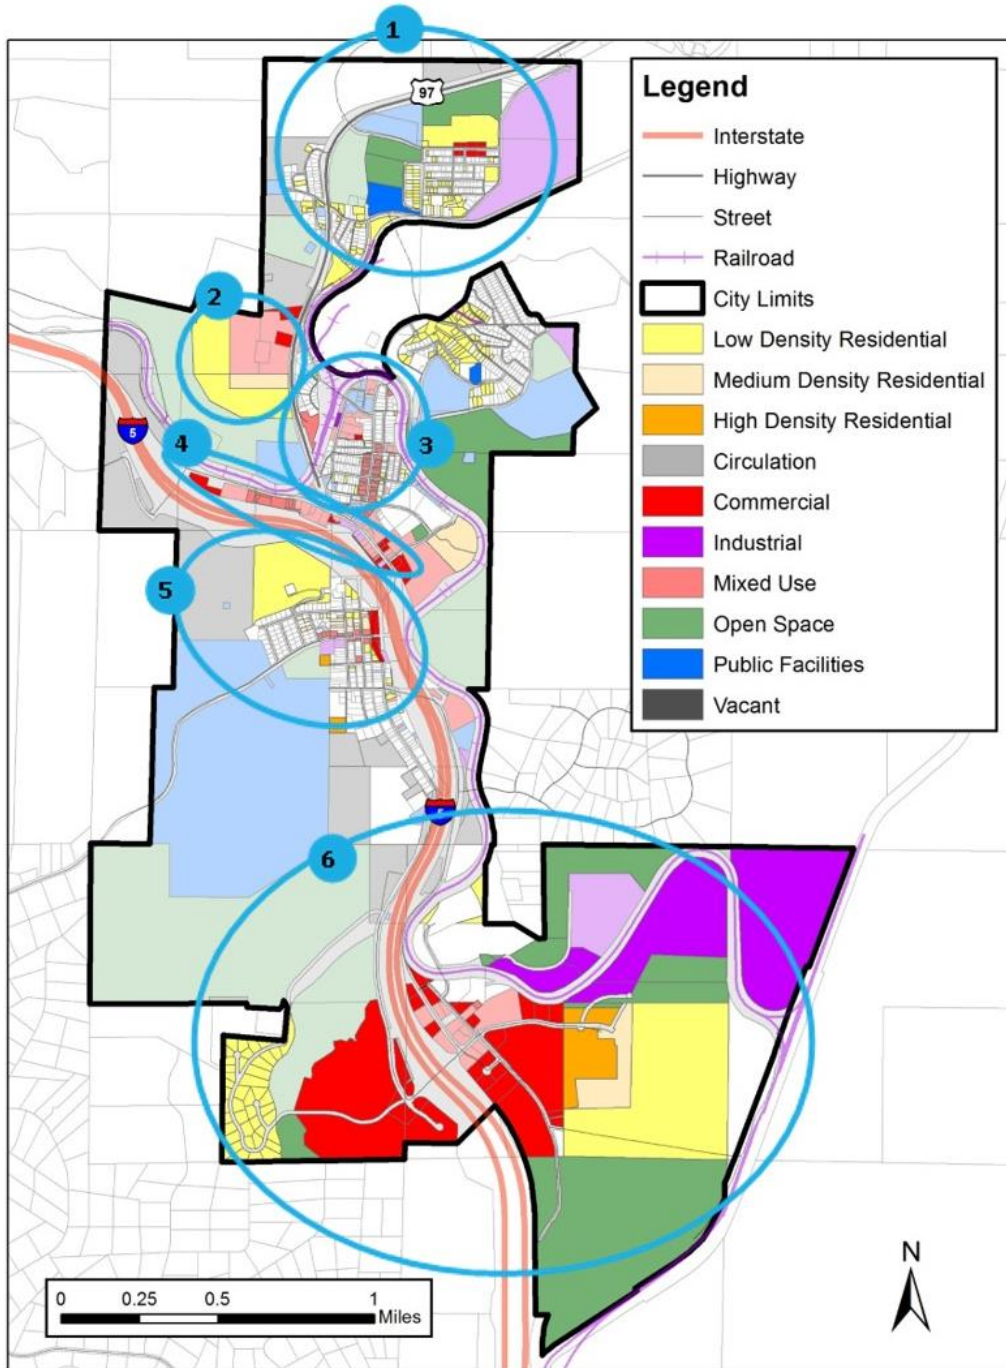 1
97
2
3
4
5
5
6
Legend
Interstate
Highway
Street
Railroad
City Limits
Low Density Residential
Medium Density Residential
High Density Residential
Circulation
Commercial
Industrial
Mixed Use
Open Space
Public Facilities
Vacant
N
0 0.25 0.5 1
Miles